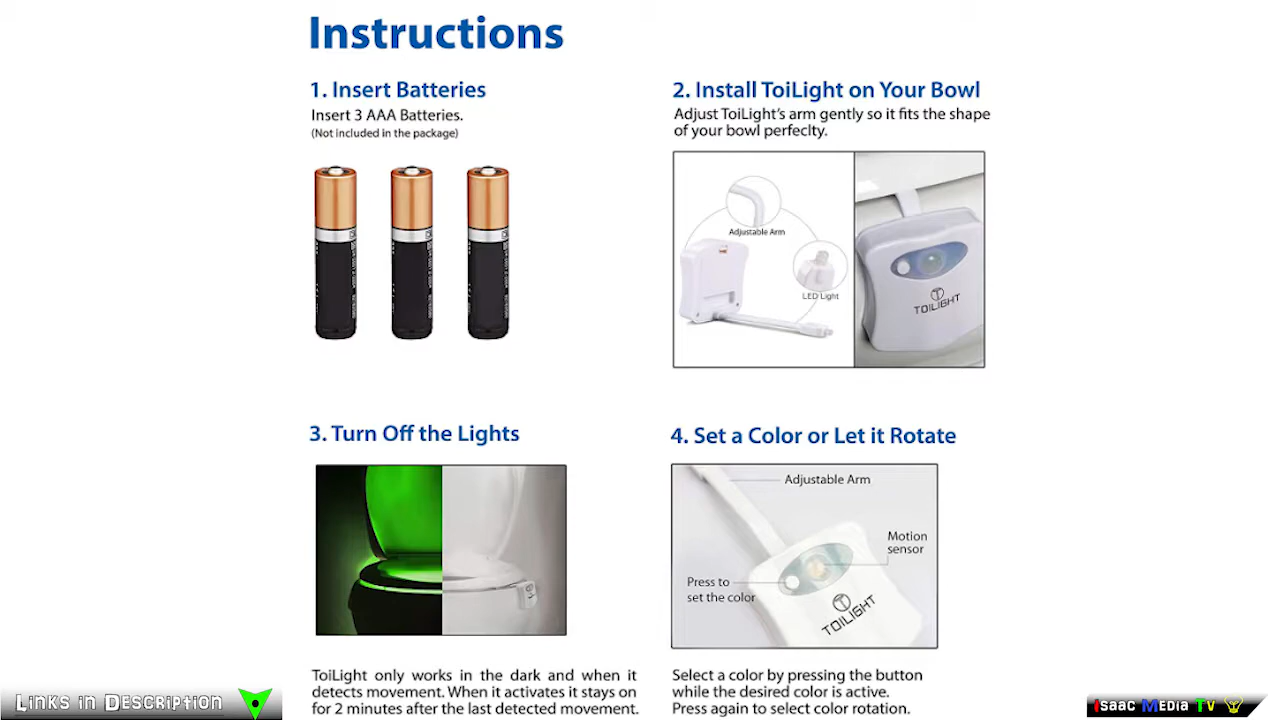 Instructions
1. Insert Batteries
Insert 3 AAA Batteries.
(Not included in the package)
2. Install ToiLight on Your Bowl
Adjust ToiLight's arm gently so it fits the shape
of your bowl perfeclty.
Adjustable Arm
LED Light
TOILIGHT
3. Turn Off the Lights
ToiLight only works in the dark and when it
detects movement. When it activates it stays on
for 2 minutes after the last detected movement.
4. Set a Color or Let it Rotate
Adjustable Arm
Motion
sensor
Press to
set the color
TOILIGHT
Select a color by pressing the button
while the desired color is active.
Press again to select color rotation.
Links in Description
Isaac Media Tv